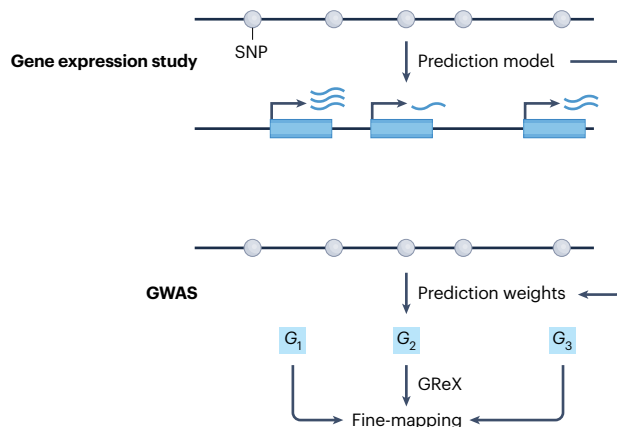 SNP
Gene expression study
Prediction model
GWAS
Prediction weights
G1
G2
G3
GReX
Fine-mapping